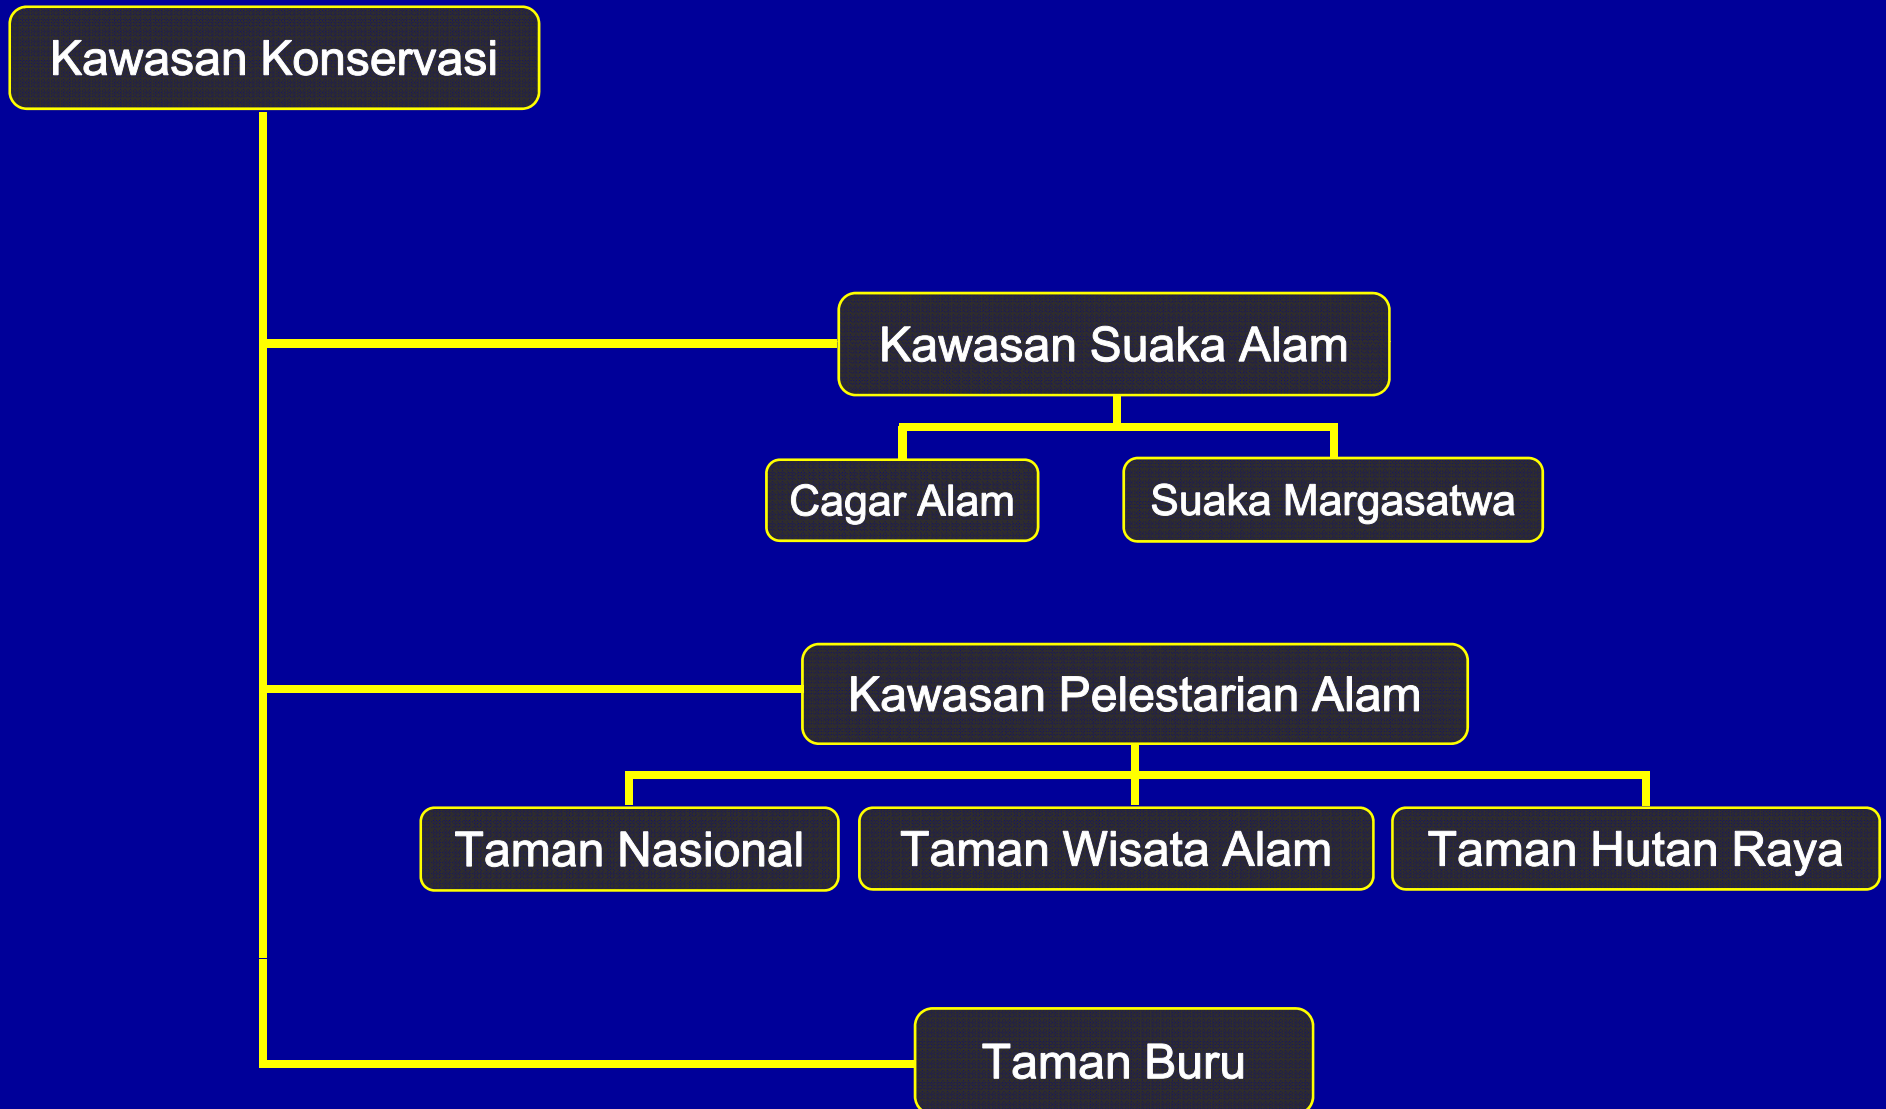 Kawasan Konservasi
Kawasan Suaka Alam
Cagar Alam
Suaka Margasatwa
Kawasan Pelestarian Alam
Taman Nasional
Taman Wisata Alam
Taman Hutan Raya
Taman Buru